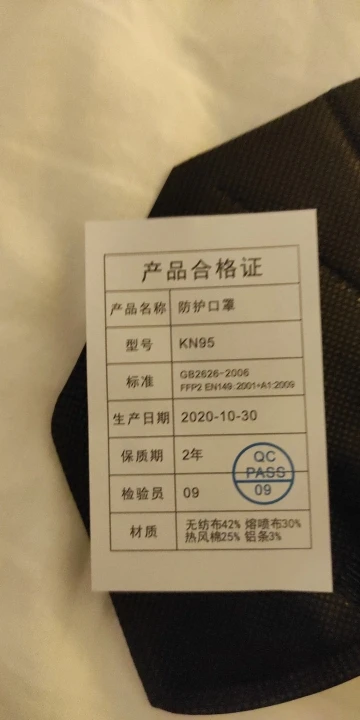 产品合格证
产品名称 防护口罩
型号 KN95
标准 GB2626-2006
FFP2 EN149:2001+A1:2009
生产日期 2020-10-30
保质期 2年
检验员 09
QC
PASS
09
材质 无纺布42% 熔喷布30%
热风棉25% 铝条3%